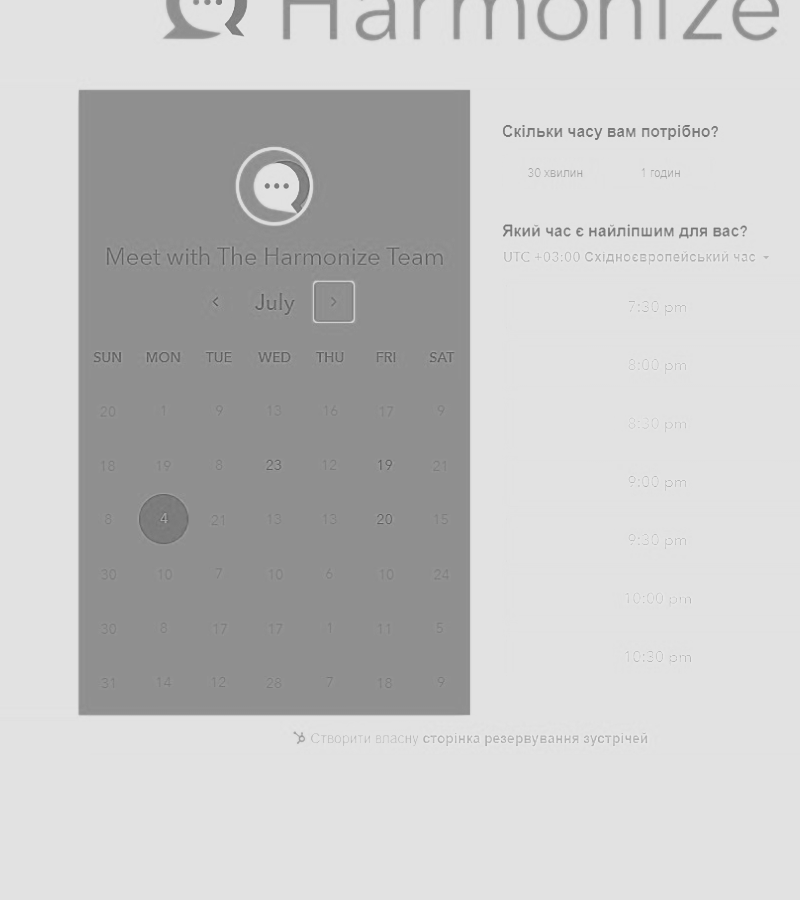 Harmonize
Meet with The Harmonize Team
July
SUN MON TUE WED THU FRI SAT
20 1 9 13 16 17 9
18 19 8 23 12 19 21
8 4 21 13 13 20 15
30 10 7 10 6 10 24
30 8 17 17 1 11 5
31 14 12 28 7 18 9
Скільки часу вам потрібно?
30 хвилин 1 годин
Який час є найліпшим для вас?
UTC +03:00 Східноєвропейський час
7:30 pm
8:00 pm
8:30 pm
9:00 pm
9:30 pm
10:00 pm
10:30 pm
Створити власну сторінка резервування зустрічей